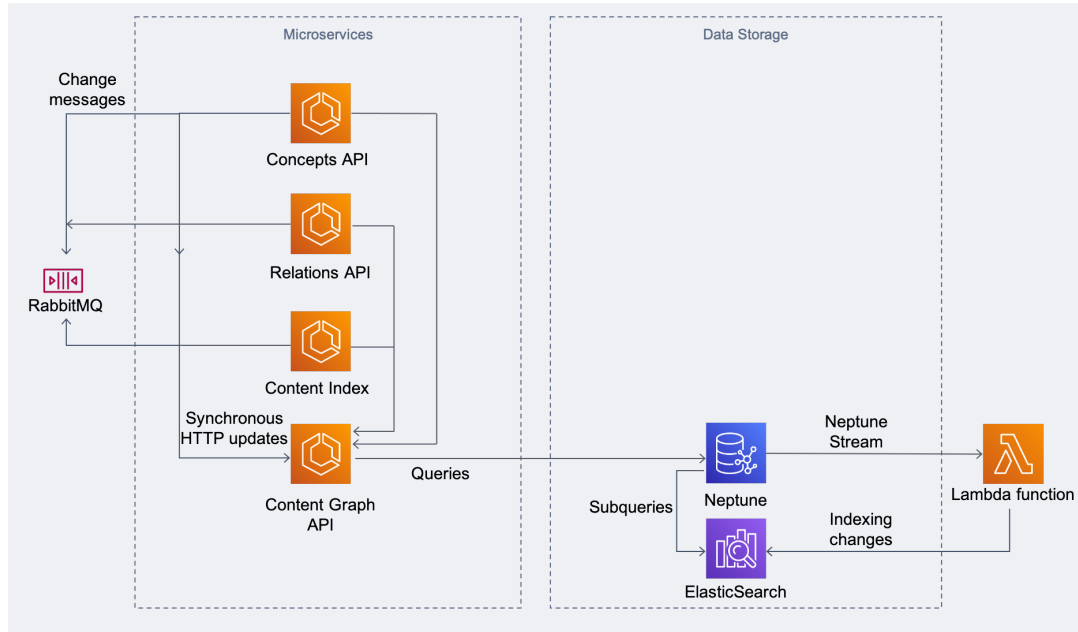 Microservices
Data Storage
Change
messages
Concepts API
Relations API
RabbitMQ
Content Index
Synchronous
HTTP updates
Content Graph
API
Queries
Neptune
Stream
Subqueries
Neptune
Lambda function
Indexing
changes
ElasticSearch